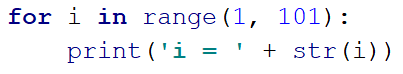 for i in range(1, 101):
    print('i = ' + str(i))